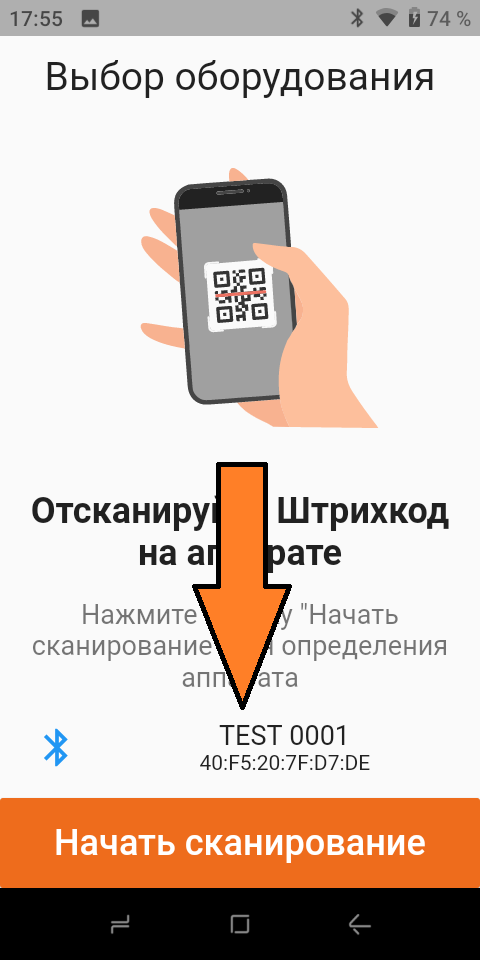 17:55
74 %
Выбор оборудования
Штрихкод
на
Нажмите "Начать
сканирование определения
TEST 0001
40:F5:20:7F:D7:DE
Начать сканирование